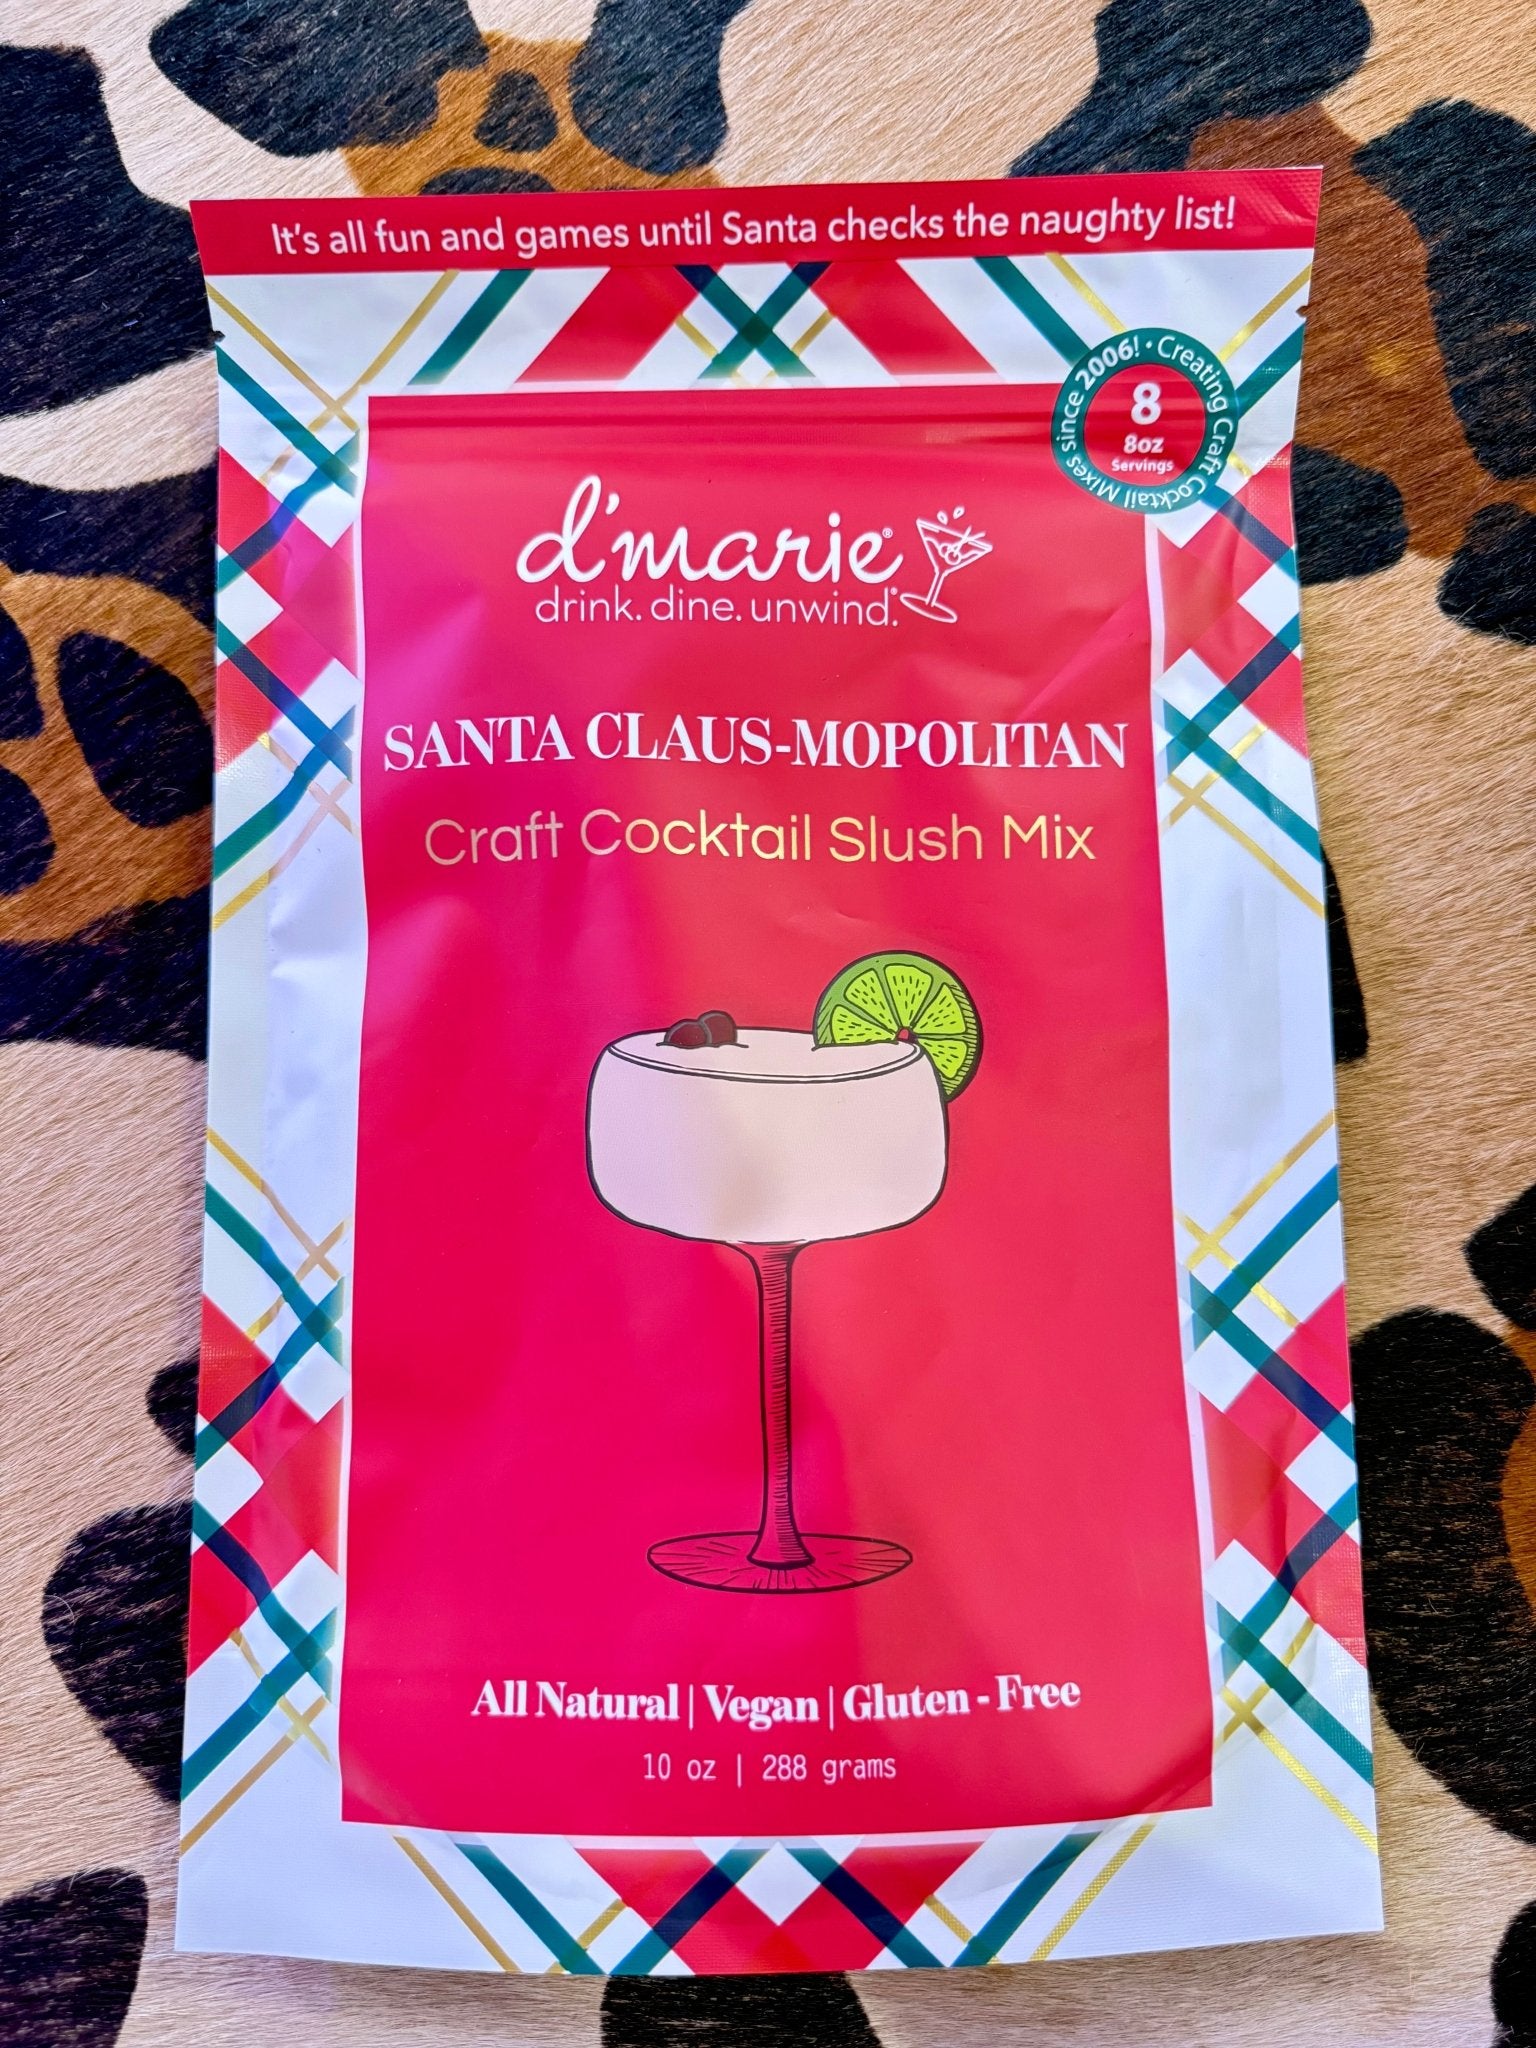 It's all fun and games until Santa checks the naughty list!
Creating Craft Cocktail Mixes since 2006! •
8
8oz
Servings
d'marie®
drink. dine. unwind.®
SANTA CLAUS-MOPOLITAN
Craft Cocktail Slush Mix
All Natural | Vegan | Gluten - Free
10 oz | 288 grams